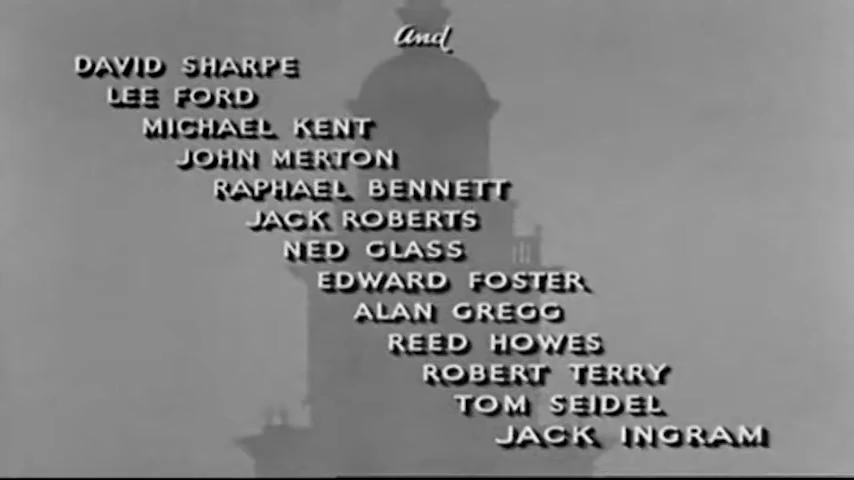 And
DAVID SHARPE
LEE FORD
MICHAEL KENT
JOHN MERTON
RAPHAEL BENNETT
JACK ROBERTS
NED GLASS
EDWARD FOSTER
ALAN GREGG
REED HOWES
ROBERT TERRY
TOM SEIDEL
JACK INGRAM